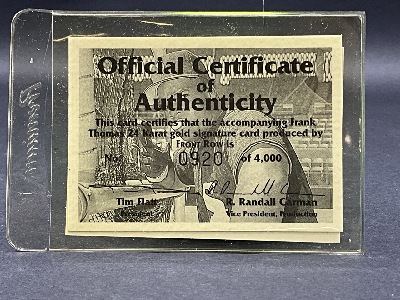 Official Certificate
of
Authenticity
This card certifies that the accompanying Frank
Thomas 24 Karat gold signature card produced by
FRONT ROW is
No. 0920 of 4,000
Tim Flatt R. Randall Carman
President Vice President, Production